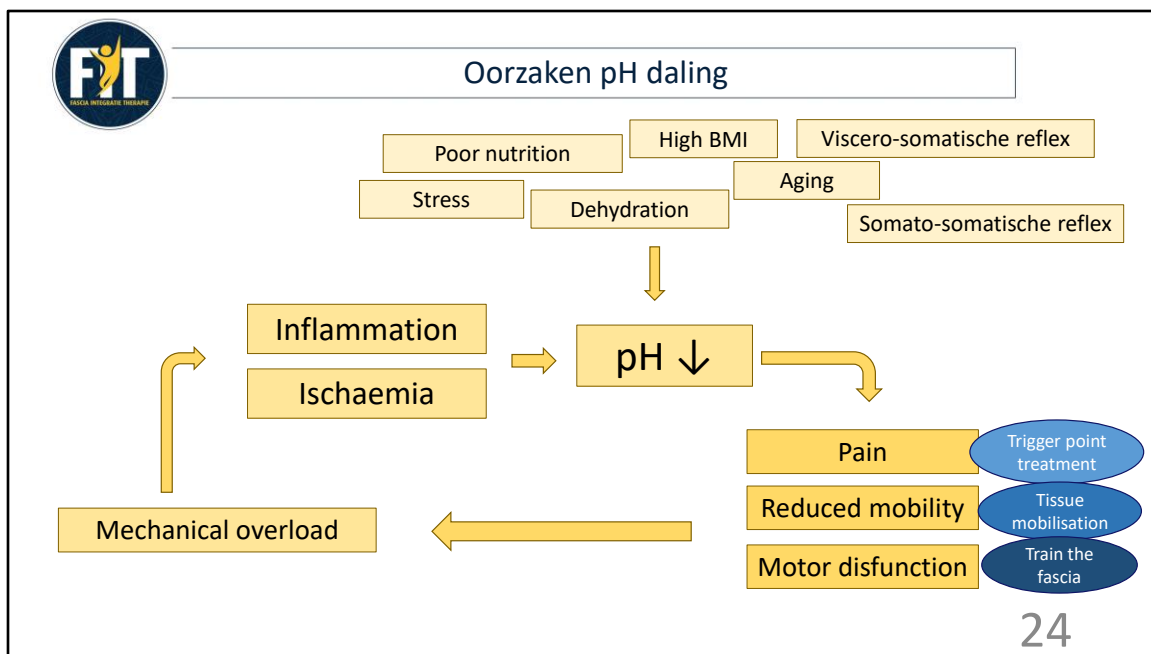 FiT
FASCIA INTEGRATIE THERAPIE
Oorzaken pH daling
High BMI
Viscero-somatische reflex
Poor nutrition
Aging
Stress
Dehydration
Somato-somatische reflex
Inflammation
Ischaemia
pH ↓
Pain
Trigger point
treatment
Reduced mobility
Tissue
mobilisation
Mechanical overload
Motor disfunction
Train the
fascia
24